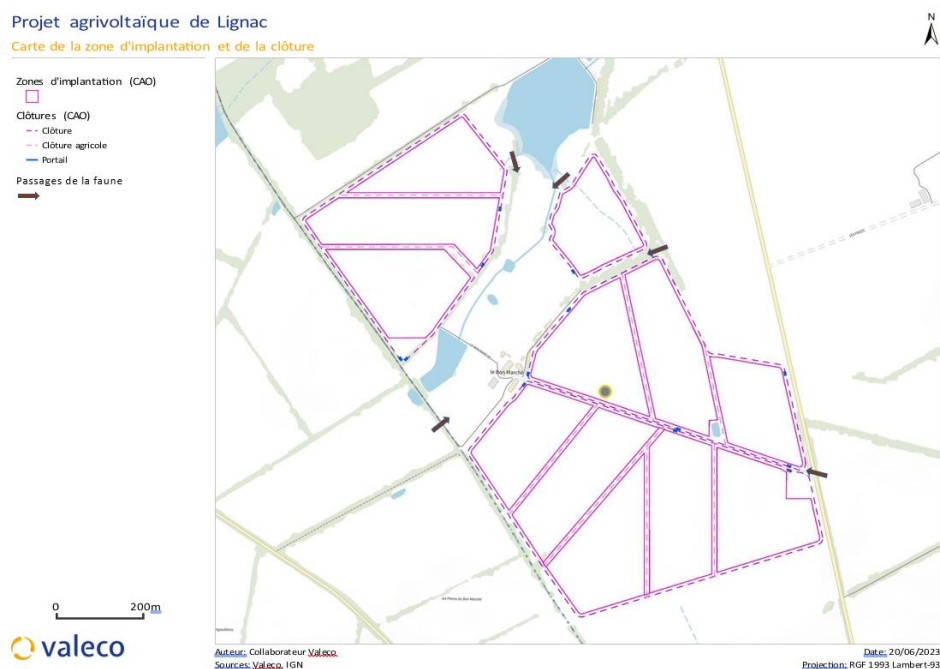 Projet agrivoltaïque de Lignac
Carte de la zone d'implantation et de la clôture
N
Zones d'implantation (CAO)
Clôtures (CAO)
Clôture
Clôture agricole
Portail
Passages de la faune
le Bon Marché
0 200m
valeco
Auteur: Collaborateur Valeco
Sources: Valeco, IGN
Date: 20/06/2023
Projection: RGF 1993 Lambert-93